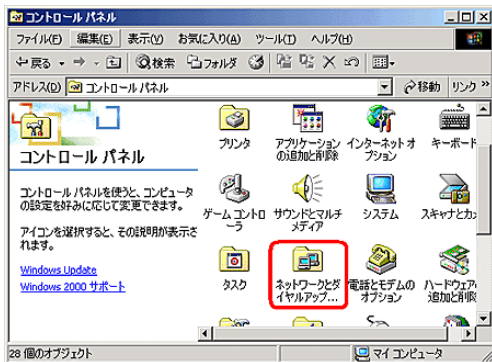 コントロール パネル
ファイル(F) 編集(E) 表示(V) お気に入り(A) ツール(T) ヘルプ(H)
戻る 検索 フォルダ
アドレス(D) コントロール パネル 移動 リンク »
コントロール パネル
コントロール パネルを使うと、コンピュータ
の設定を好みに応じて変更できます。
アイコンを選択すると、その説明が表示さ
れます。
Windows Update
Windows 2000 サポート
プリンタ
アプリケーション
の追加と削除
インターネット オ
プション
キーボード
ゲーム コントロ
ーラ
サウンドとマルチ
メディア
システム
スキャナとカ
タスク
ネットワークとダ
イヤルアップ...
電話とモデムの
オプション
ハードウェア
追加と削除
28 個のオブジェクト
マイ コンピュータ